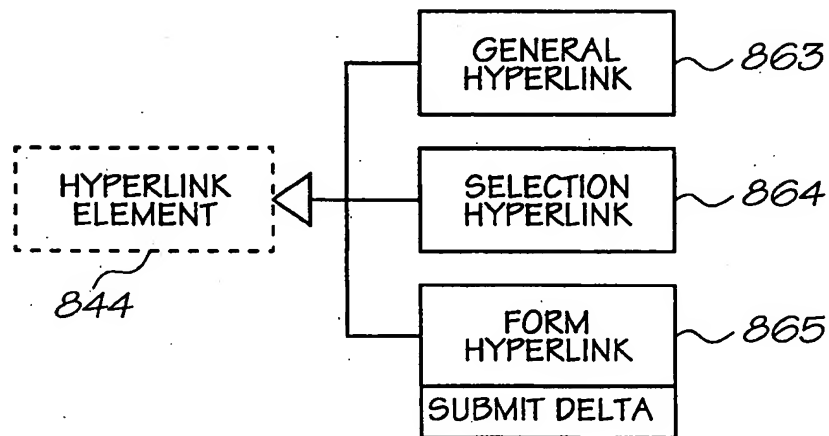 GENERAL
HYPERLINK
863
HYPERLINK
ELEMENT
844
SELECTION
HYPERLINK
864
FORM
HYPERLINK
865
SUBMIT DELTA